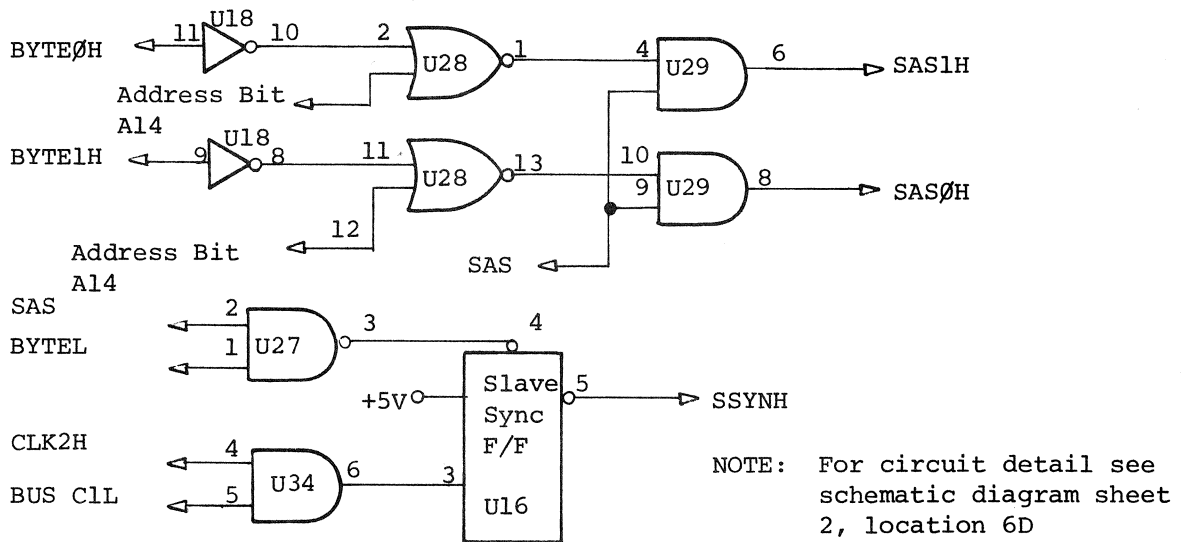 U18
BYTEØH 11 10 2 U28 1 4 U29 6 SAS1H
Address Bit
A14
U18
BYTE1H 9 8 11 U28 13 10 U29 8 SASØH
9
12
Address Bit
A14
SAS
SAS 2 U27 3 4
BYTEL 1
+5V Slave 5 SSYNH
Sync
F/F
U16
CLK2H 4 U34 6 3
BUS C1L 5
NOTE: For circuit detail see
schematic diagram sheet
2, location 6D